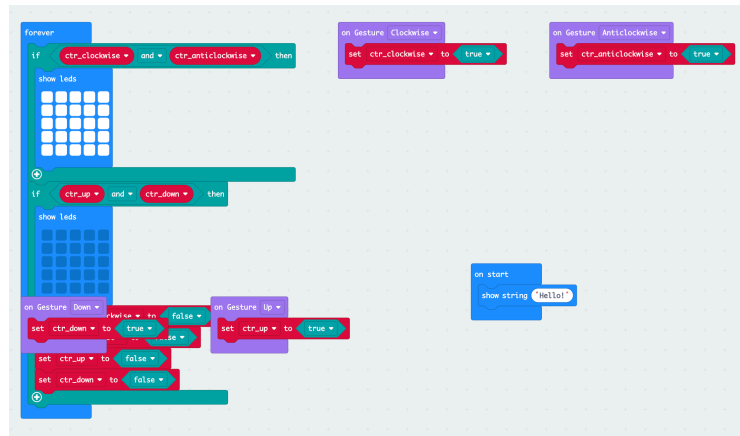 forever
if ctr_clockwise and ctr_anticlockwise then
show leds
if ctr_up and ctr_down then
show leds
to false
set ctr_up to false
set ctr_down to false
on Gesture Down
set ctr_down to true
on Gesture Up
set ctr_up to true
on Gesture Clockwise
set ctr_clockwise to true
on Gesture Anticlockwise
set ctr_anticlockwise to true
on start
show string "Hello!"